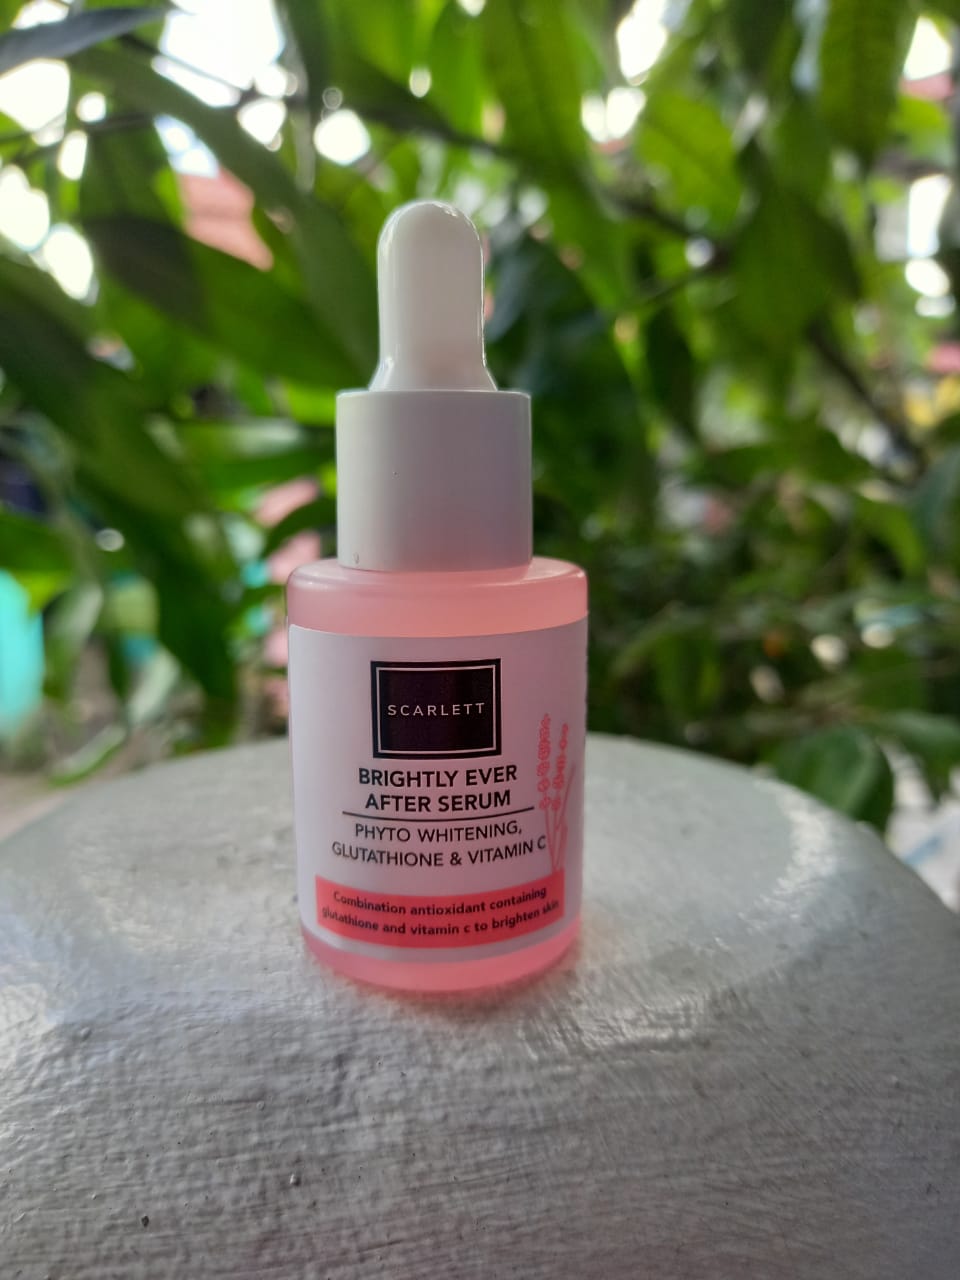 SCARLETT
BRIGHTLY EVER
AFTER SERUM
PHYTO WHITENING,
GLUTATHIONE & VITAMIN C
Combination antioxidant containing
glutathione and vitamin c to brighten skin